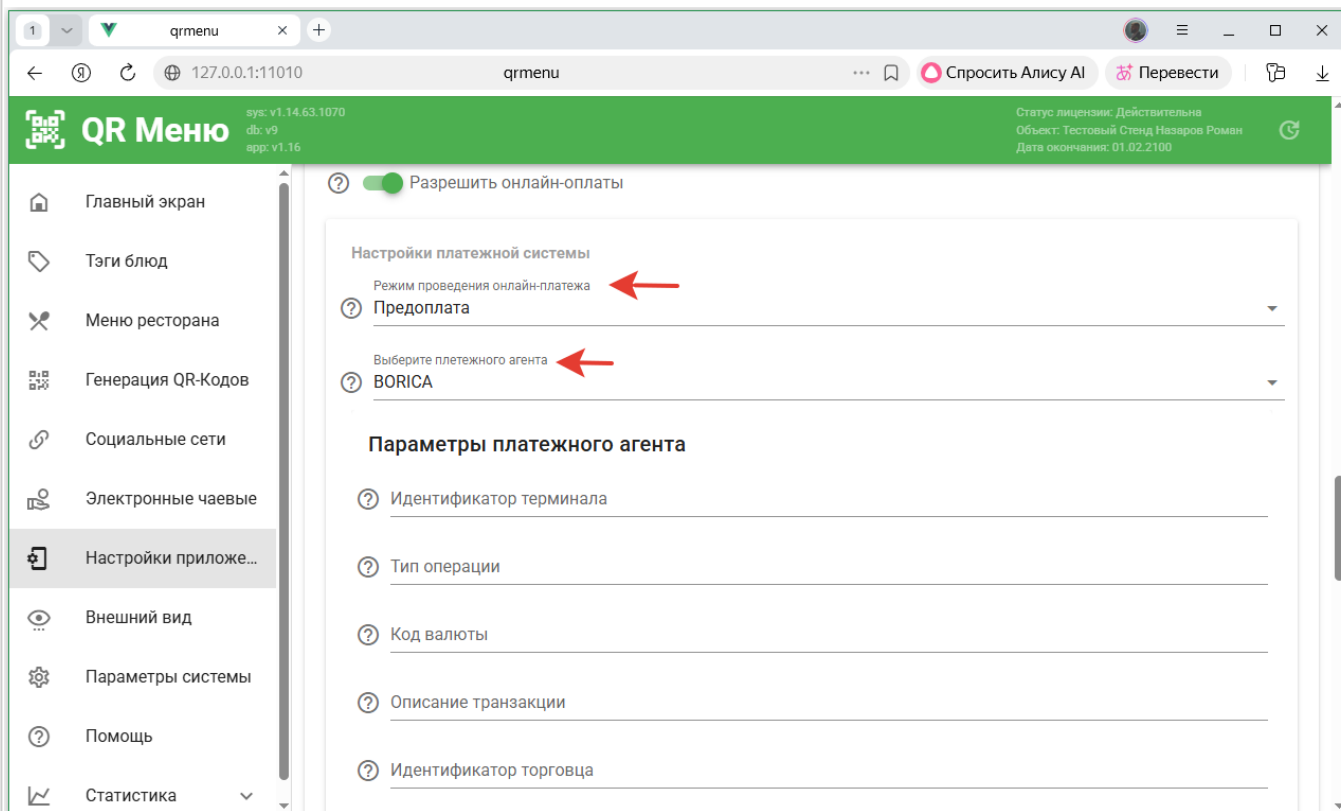 1 qrmenu
127.0.0.1:11010 qrmenu Спросить Алису AI Перевести
QR Меню
sys: v1.14.63.1070
db: v9
app: v1.16
Статус лицензии: Действительна
Объект: Тестовый Стенд Назаров Роман
Дата окончания: 01.02.2100
Главный экран
Тэги блюд
Меню ресторана
Генерация QR-Кодов
Социальные сети
Электронные чаевые
Настройки приложе...
Внешний вид
Параметры системы
Помощь
Статистика
Разрешить онлайн-оплаты
Настройки платежной системы
Режим проведения онлайн-платежа
Предоплата
Выберите плетежного агента
BORICA
Параметры платежного агента
Идентификатор терминала
Тип операции
Код валюты
Описание транзакции
Идентификатор торговца